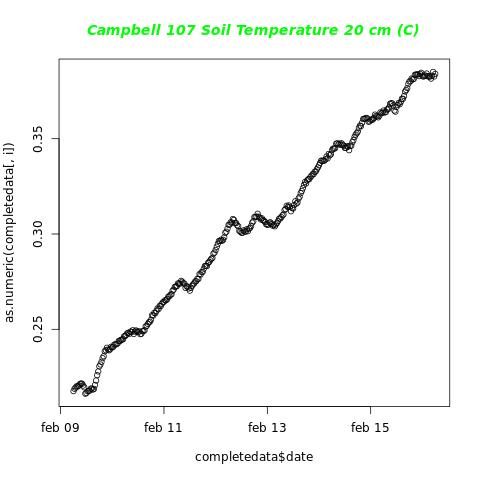 Campbell 107 Soil Temperature 20 cm (C)
as.numeric(completedata[, i])
0.35
0.30
0.25
feb 09 feb 11 feb 13 feb 15
completedata$date